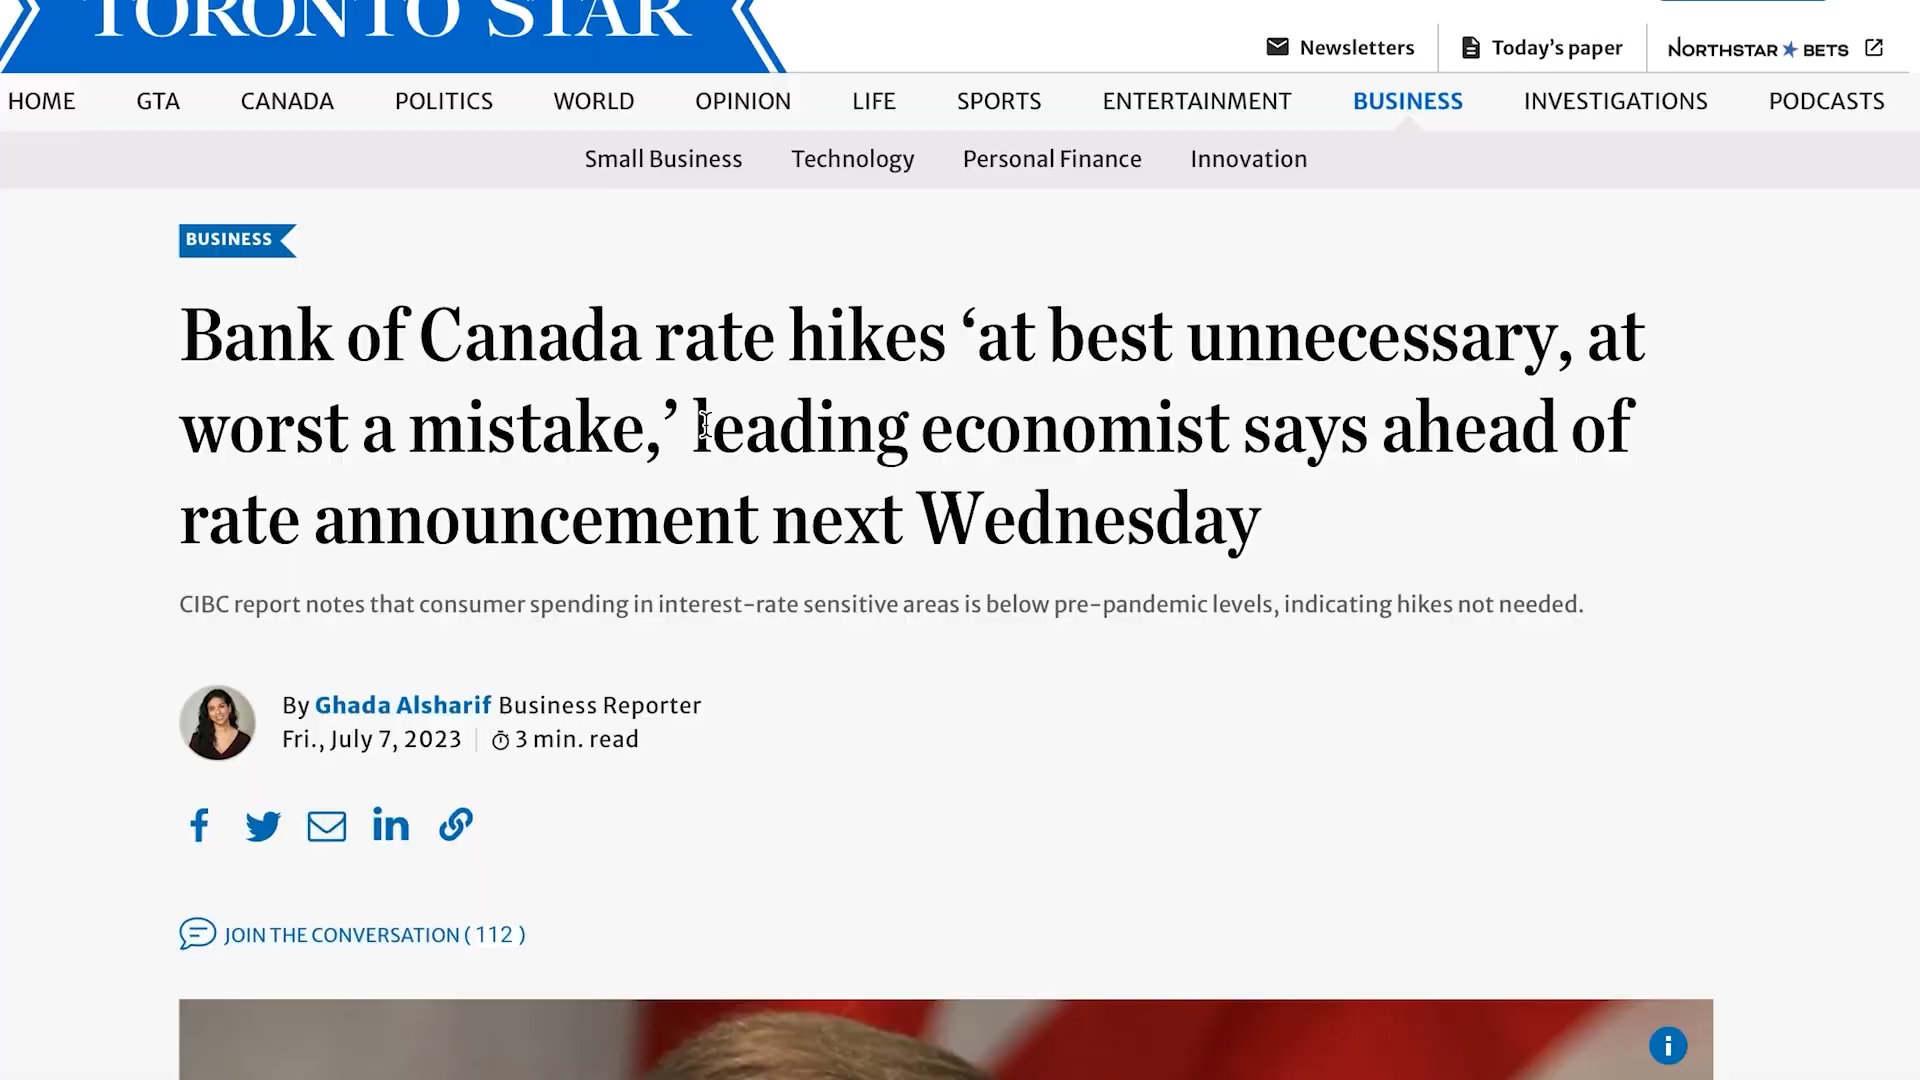 TORONTO STAR
Newsletters
Today’s paper
NORTHSTAR BETS
HOME GTA CANADA POLITICS WORLD OPINION LIFE SPORTS ENTERTAINMENT BUSINESS INVESTIGATIONS PODCASTS
Small Business Technology Personal Finance Innovation
BUSINESS
Bank of Canada rate hikes ‘at best unnecessary, at
worst a mistake,’ leading economist says ahead of
rate announcement next Wednesday
CIBC report notes that consumer spending in interest-rate sensitive areas is below pre-pandemic levels, indicating hikes not needed.
By Ghada Alsharif Business Reporter
Fri., July 7, 2023 3 min. read
JOIN THE CONVERSATION ( 112 )